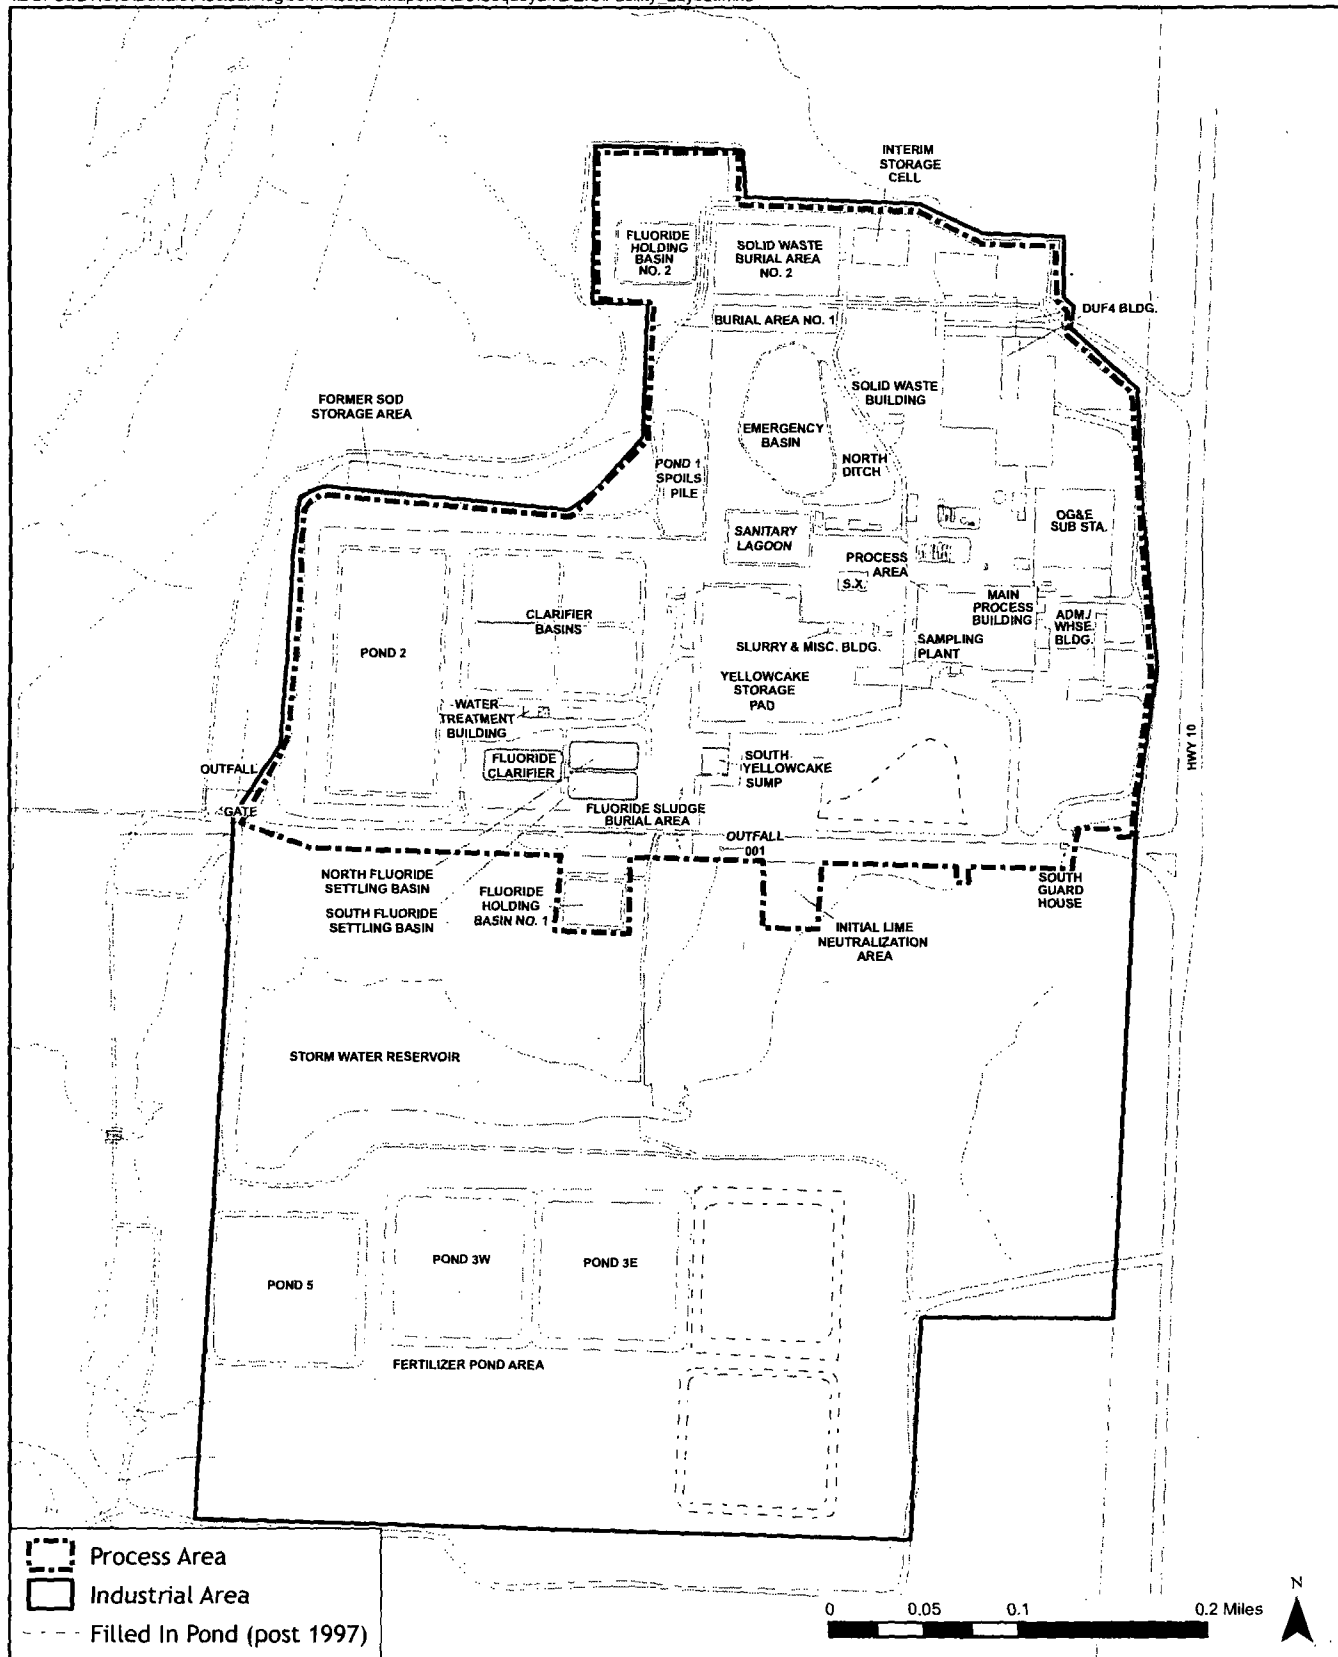 INTERIM
STORAGE
CELL
FLUORIDE
HOLDING
BASIN
NO. 2
SOLID WASTE
BURIAL AREA
NO. 2
DUF4 BLDG.
BURIAL AREA NO. 1
SOLID WASTE
BUILDING
FORMER SOD
STORAGE AREA
EMERGENCY
BASIN
NORTH
DITCH
POND 1
SPOILS
PILE
OG&E
SUB STA.
SANITARY
LAGOON
PROCESS
AREA
S.X.
MAIN
PROCESS
BUILDING
ADM./
WHSE.
BLDG.
CLARIFIER
BASINS
POND 2
SLURRY & MISC. BLDG.
SAMPLING
PLANT
YELLOWCAKE
STORAGE
PAD
WATER
TREATMENT
BUILDING
HWY 10
FLUORIDE
CLARIFIER
SOUTH
YELLOWCAKE
SUMP
OUTFALL
GATE
FLUORIDE SLUDGE
BURIAL AREA
OUTFALL
001
NORTH FLUORIDE
SETTLING BASIN
SOUTH FLUORIDE
SETTLING BASIN
FLUORIDE
HOLDING
BASIN NO. 1
SOUTH
GUARD
HOUSE
INITIAL LIME
NEUTRALIZATION
AREA
STORM WATER RESERVOIR
POND 5
POND 3W
POND 3E
FERTILIZER POND AREA
Process Area
Industrial Area
Filled In Pond (post 1997)
0 0.05 0.1 0.2 Miles
N